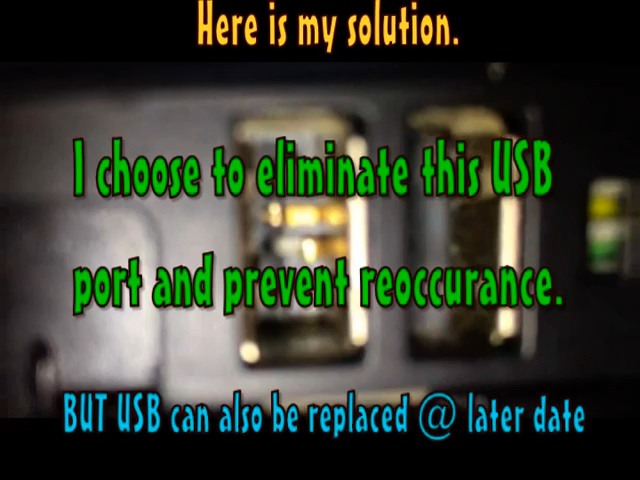 Here is my solution.
I choose to eliminate this USB
port and prevent reoccurance.
BUT USB can also be replaced @ later date